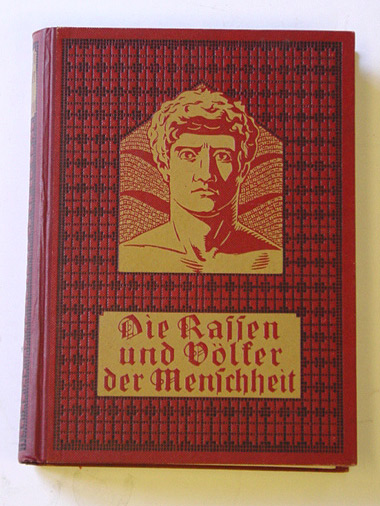 Die Raſſen
und Völker
der Menſchheit